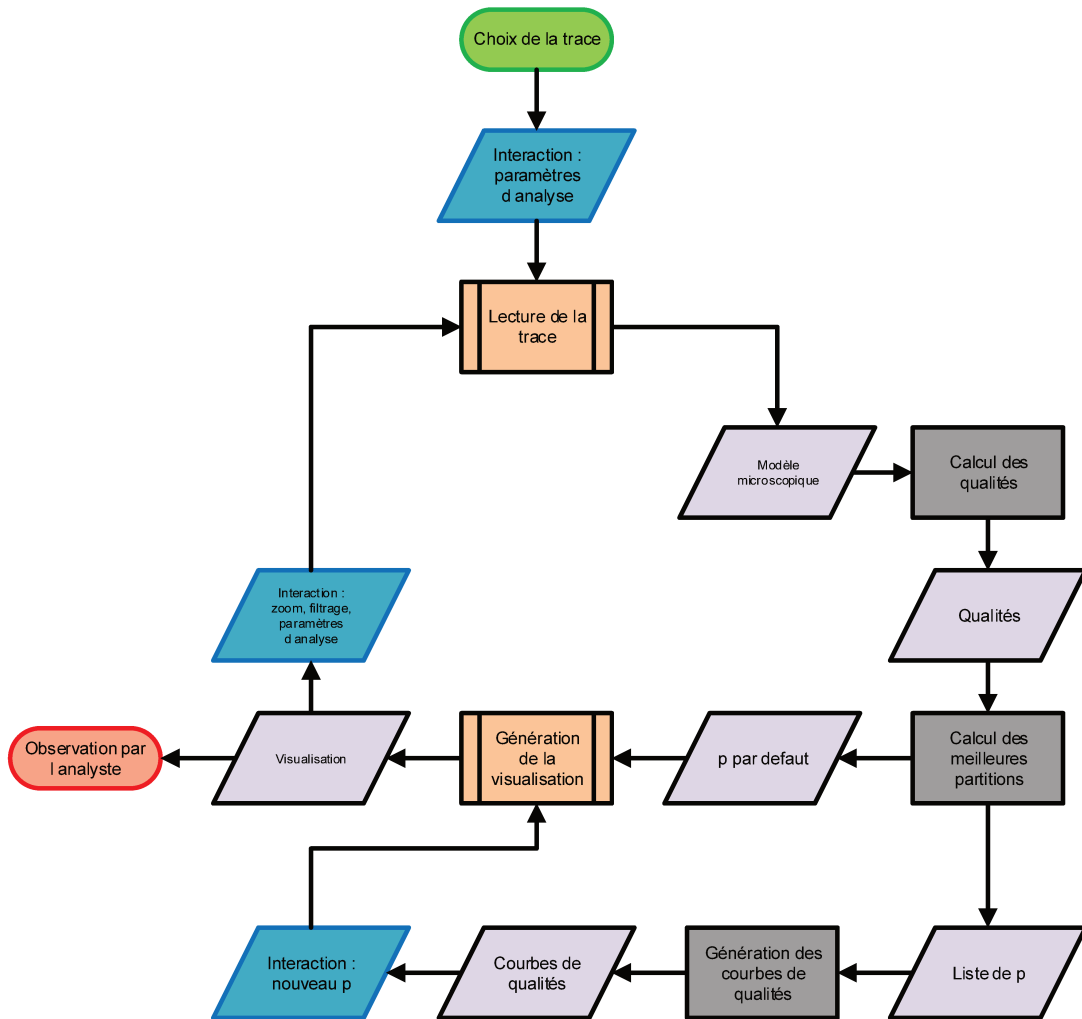 Choix de la trace
Interaction :
paramètres
d analyse
Lecture de la
trace
Modèle
microscopique
Calcul des
qualités
Interaction :
zoom, filtrage,
paramètres
d analyse
Qualités
Observation par
l analyste
Visualisation
Génération
de la
visualisation
p par defaut
Calcul des
meilleures
partitions
Interaction :
nouveau p
Courbes de
qualités
Génération des
courbes de
qualités
Liste de p